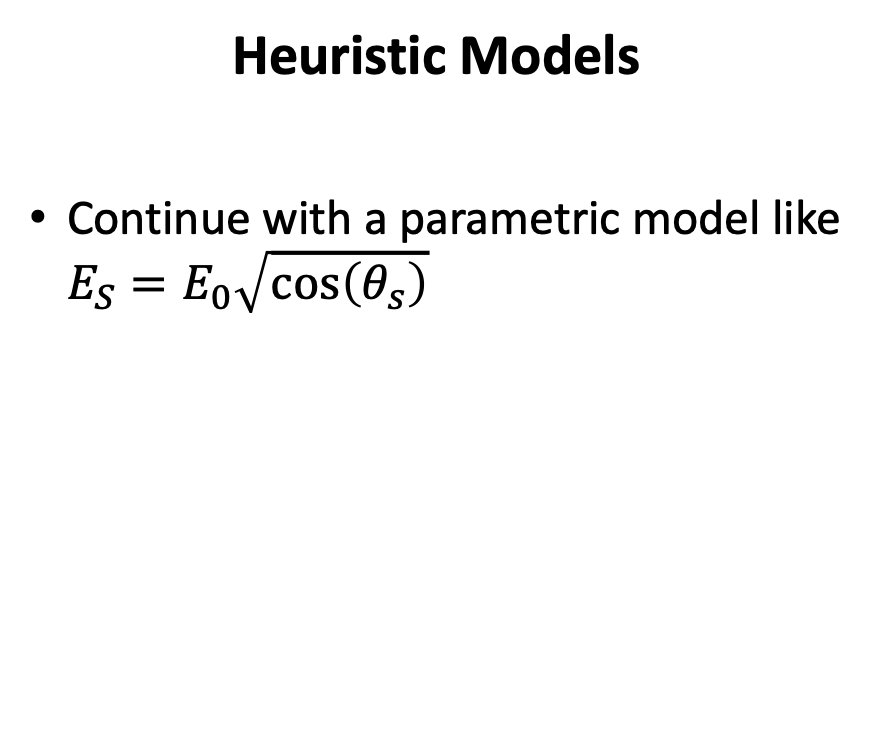 Heuristic Models
• Continue with a parametric model like
E_S = E_0√cos(θ_s)